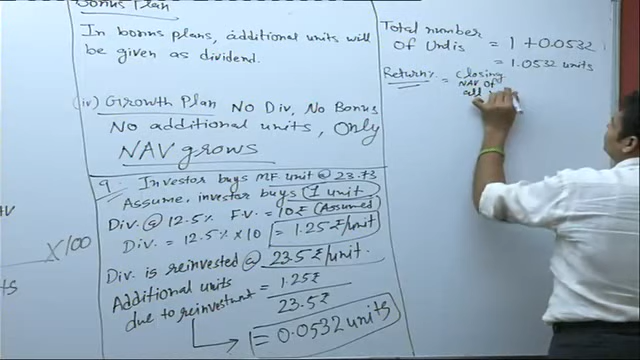 Bonus Plan
In bonus plans, additional units will
be given as dividend.
(iv) Growth Plan No Div, No Bonus
No additional units, Only
NAV grows
9. Investor buys MF unit @ 23.73
Assume, investor buys 1 unit
Div. @ 12.5% F.V. = 10₹ (Assumed)
Div. = 12.5% × 10 = 1.25₹/unit
Div. is reinvested @ 23.5₹/unit.
Additional units = 1.25₹
due to reinvestment 23.5₹
= 0.0532 units
Total number
of Units = 1 + 0.0532
= 1.0532 units
Return% = Closing
NAV of
all
X100